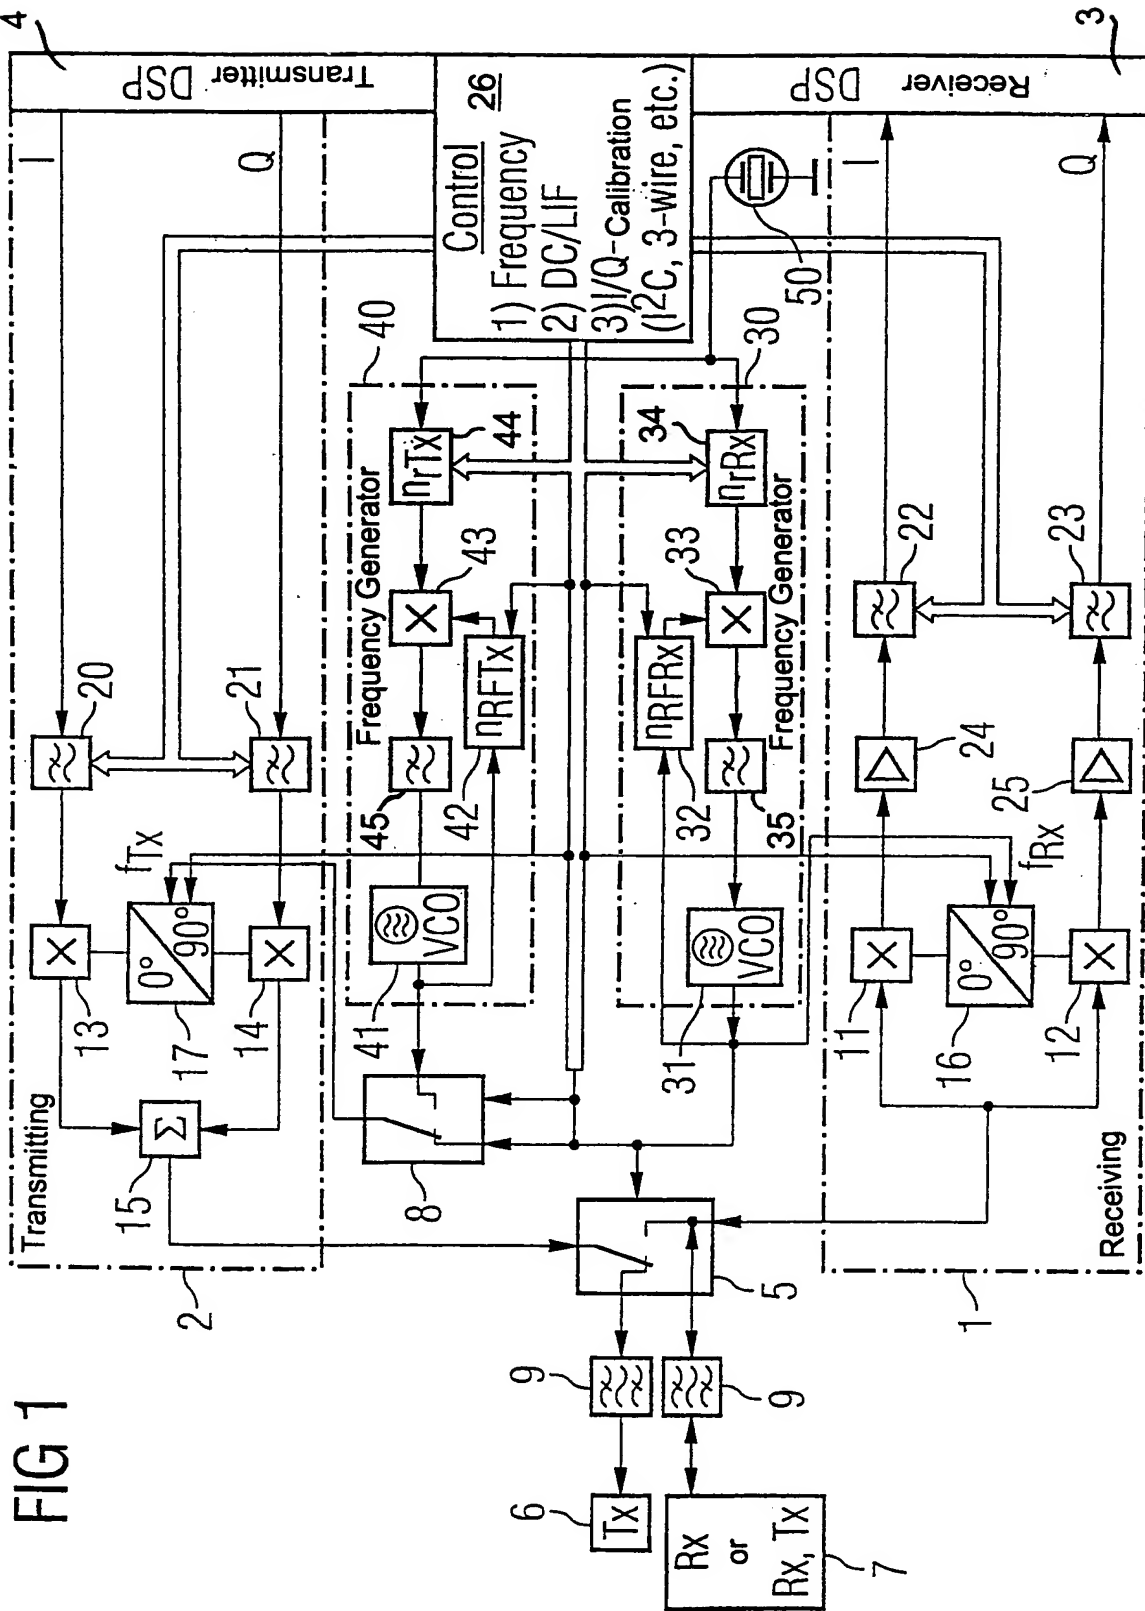 FIG 1
4
Transmitter
DSP
I
Q
Control 26
1) Frequency
2) DC/LIF
3) I/Q-Calibration
(I²C, 3-wire, etc.)
DSP
Receiver
3
I
Q
50
40
30
Frequency Generator
nrTx
44
43
nRFTx
42
45
VCO
41
34
nrRx
33
Frequency Generator
nRFRx
32
35
VCO
31
20
21
fTx
13
0°
90°
17
14
Σ
15
Transmitting
2
8
5
22
23
24
25
fRx
11
0°
90°
16
12
Receiving
1
9
9
6
Tx
Rx
or
Rx, Tx
7